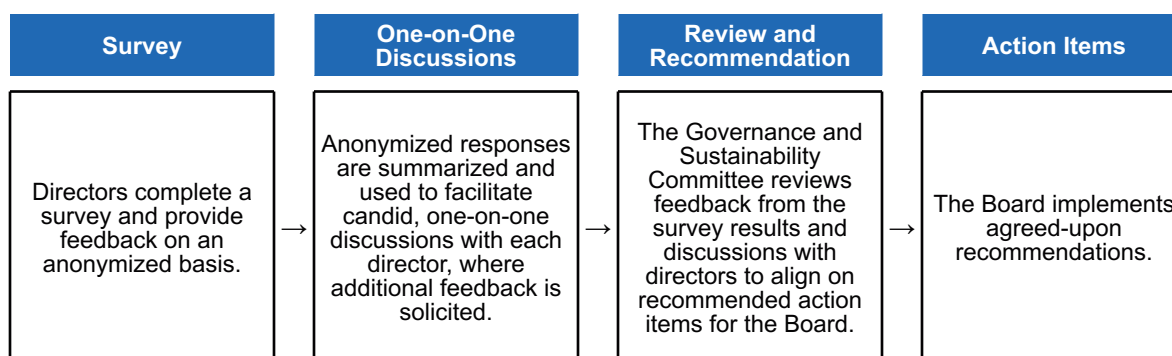 Survey
One-on-One
Discussions
Review and
Recommendation
Action Items
Directors complete a
survey and provide
feedback on an
anonymized basis.
→
Anonymized responses
are summarized and
used to facilitate
candid, one-on-one
discussions with each
director, where
additional feedback is
solicited.
→
The Governance and
Sustainability
Committee reviews
feedback from the
survey results and
discussions with
directors to align on
recommended action
items for the Board.
→
The Board implements
agreed-upon
recommendations.